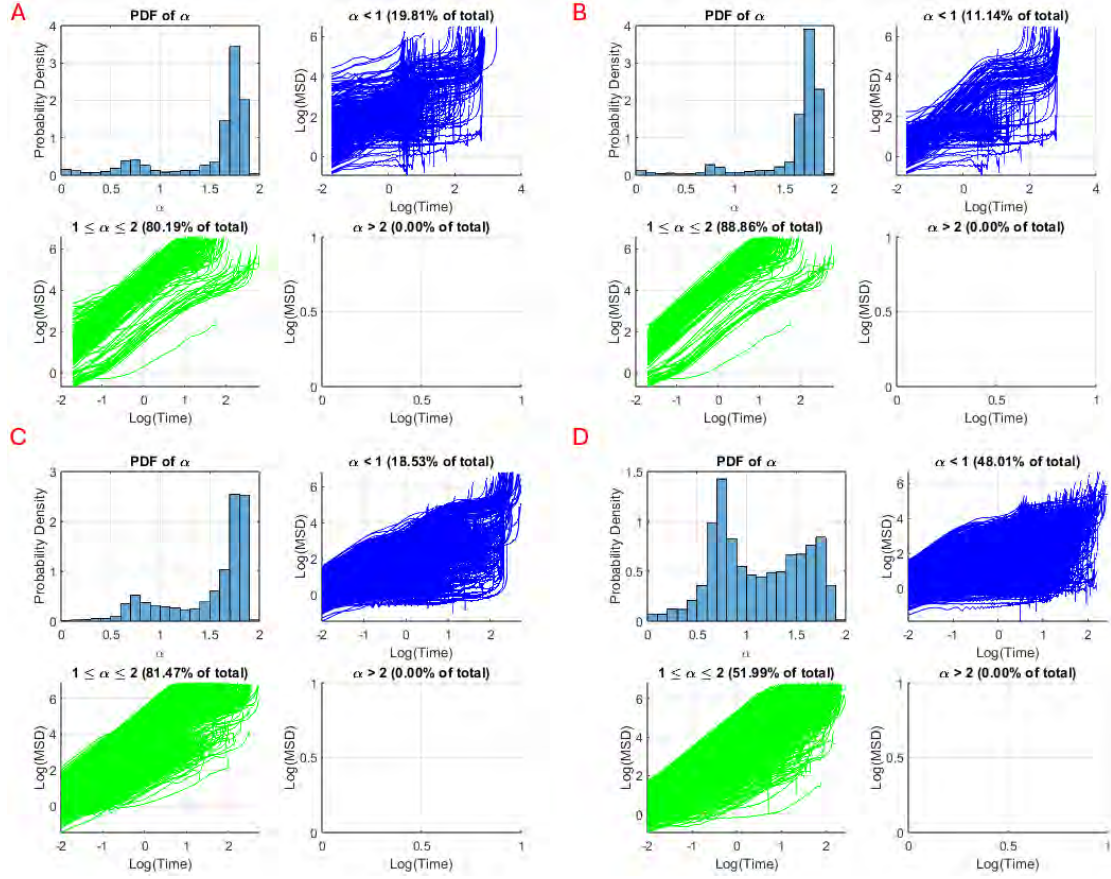 A
PDF of α
4
3
2
1
0
Probability Density
0 0.5 1 1.5 2
α
α < 1 (19.81% of total)
6
4
2
0
Log(MSD)
-2 0 2 4
Log(Time)
1 ≤ α ≤ 2 (80.19% of total)
6
4
2
0
Log(MSD)
-2 -1 0 1 2
Log(Time)
α > 2 (0.00% of total)
1
0.5
0
Log(MSD)
0 0.5 1
Log(Time)
B
PDF of α
4
3
2
1
0
Probability Density
0 0.5 1 1.5 2
α
α < 1 (11.14% of total)
6
4
2
0
Log(MSD)
-2 0 2 4
Log(Time)
1 ≤ α ≤ 2 (88.86% of total)
6
4
2
0
Log(MSD)
-2 -1 0 1 2
Log(Time)
α > 2 (0.00% of total)
1
0.5
0
Log(MSD)
0 0.5 1
Log(Time)
C
PDF of α
3
2
1
0
Probability Density
0 0.5 1 1.5 2
α
α < 1 (18.53% of total)
6
4
2
0
Log(MSD)
-2 -1 0 1 2
Log(Time)
1 ≤ α ≤ 2 (81.47% of total)
6
4
2
0
Log(MSD)
-2 -1 0 1 2
Log(Time)
α > 2 (0.00% of total)
1
0.5
0
Log(MSD)
0 0.5 1
Log(Time)
D
PDF of α
1.5
1
0.5
0
Probability Density
0 0.5 1 1.5 2
α
α < 1 (48.01% of total)
6
4
2
0
Log(MSD)
-2 -1 0 1 2
Log(Time)
1 ≤ α ≤ 2 (51.99% of total)
6
4
2
0
Log(MSD)
-2 -1 0 1 2
Log(Time)
α > 2 (0.00% of total)
1
0.5
0
Log(MSD)
0 0.5 1
Log(Time)